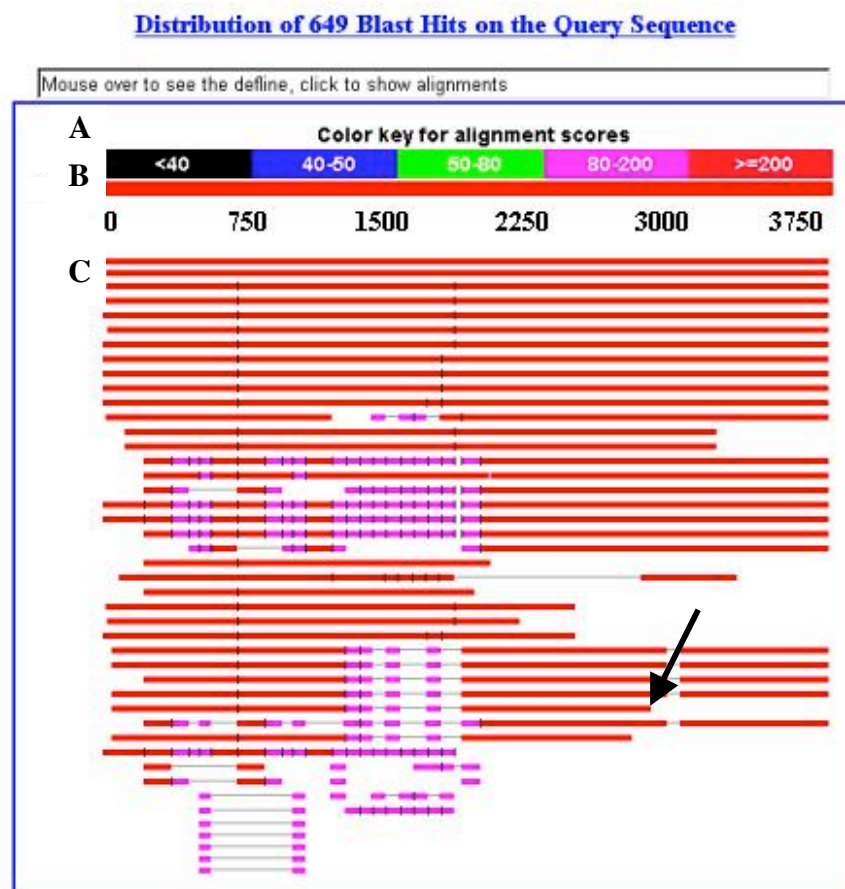 Distribution of 649 Blast Hits on the Query Sequence
Mouse over to see the defline, click to show alignments
A
Color key for alignment scores
<40 40-50 50-80 80-200 >=200
B
0 750 1500 2250 3000 3750
C